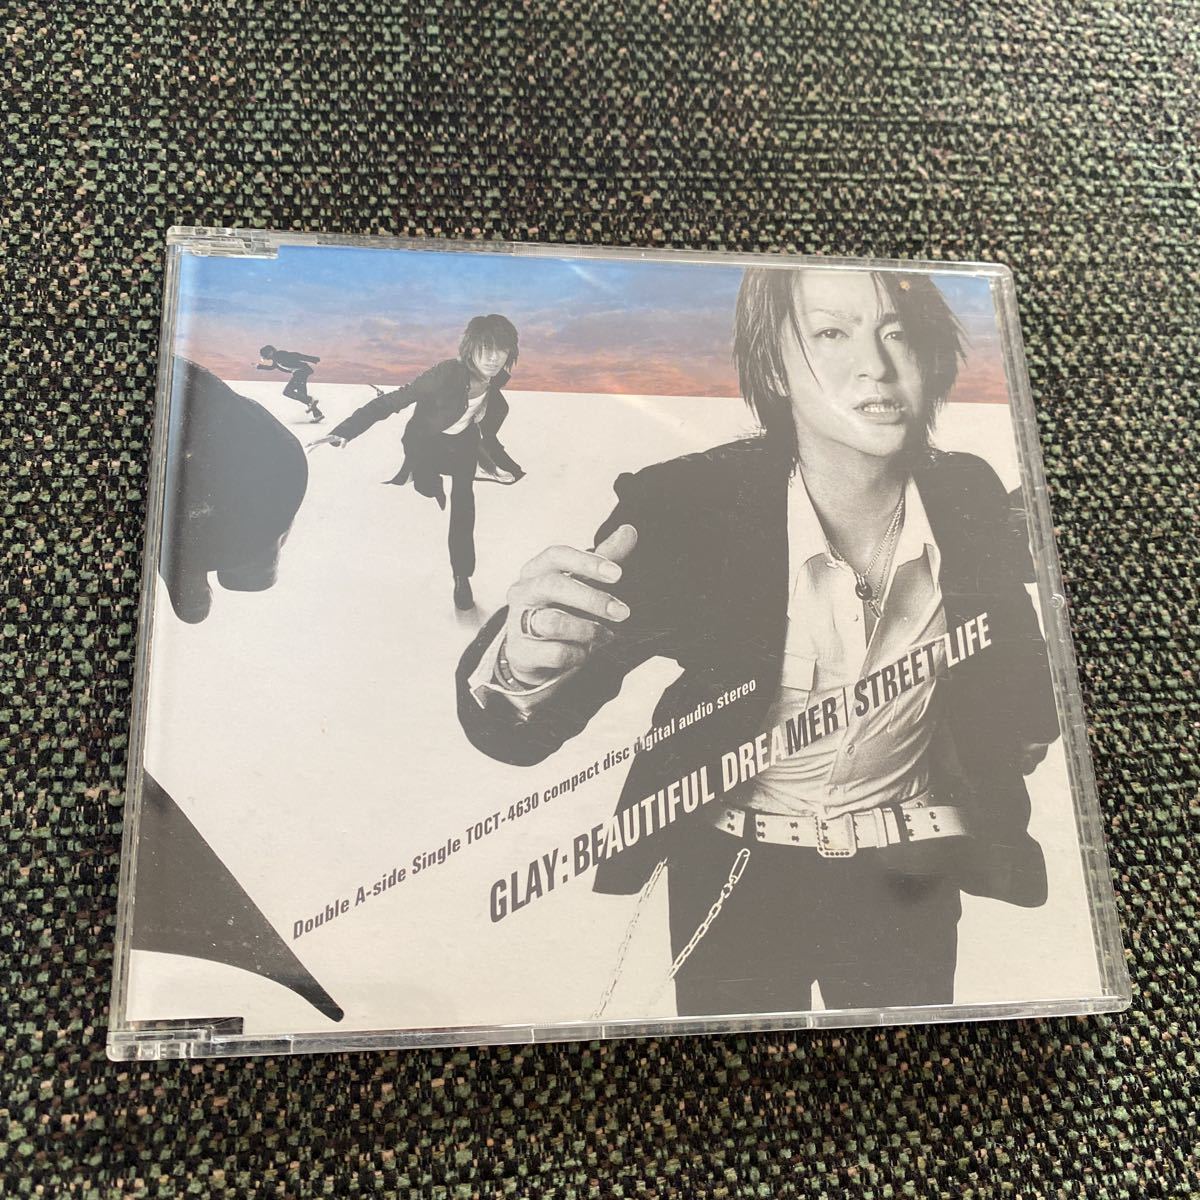 Double A-side Single TOCT-4630 compact disc digital audio stereo
GLAY: BEAUTIFUL DREAMER | STREET LIFE